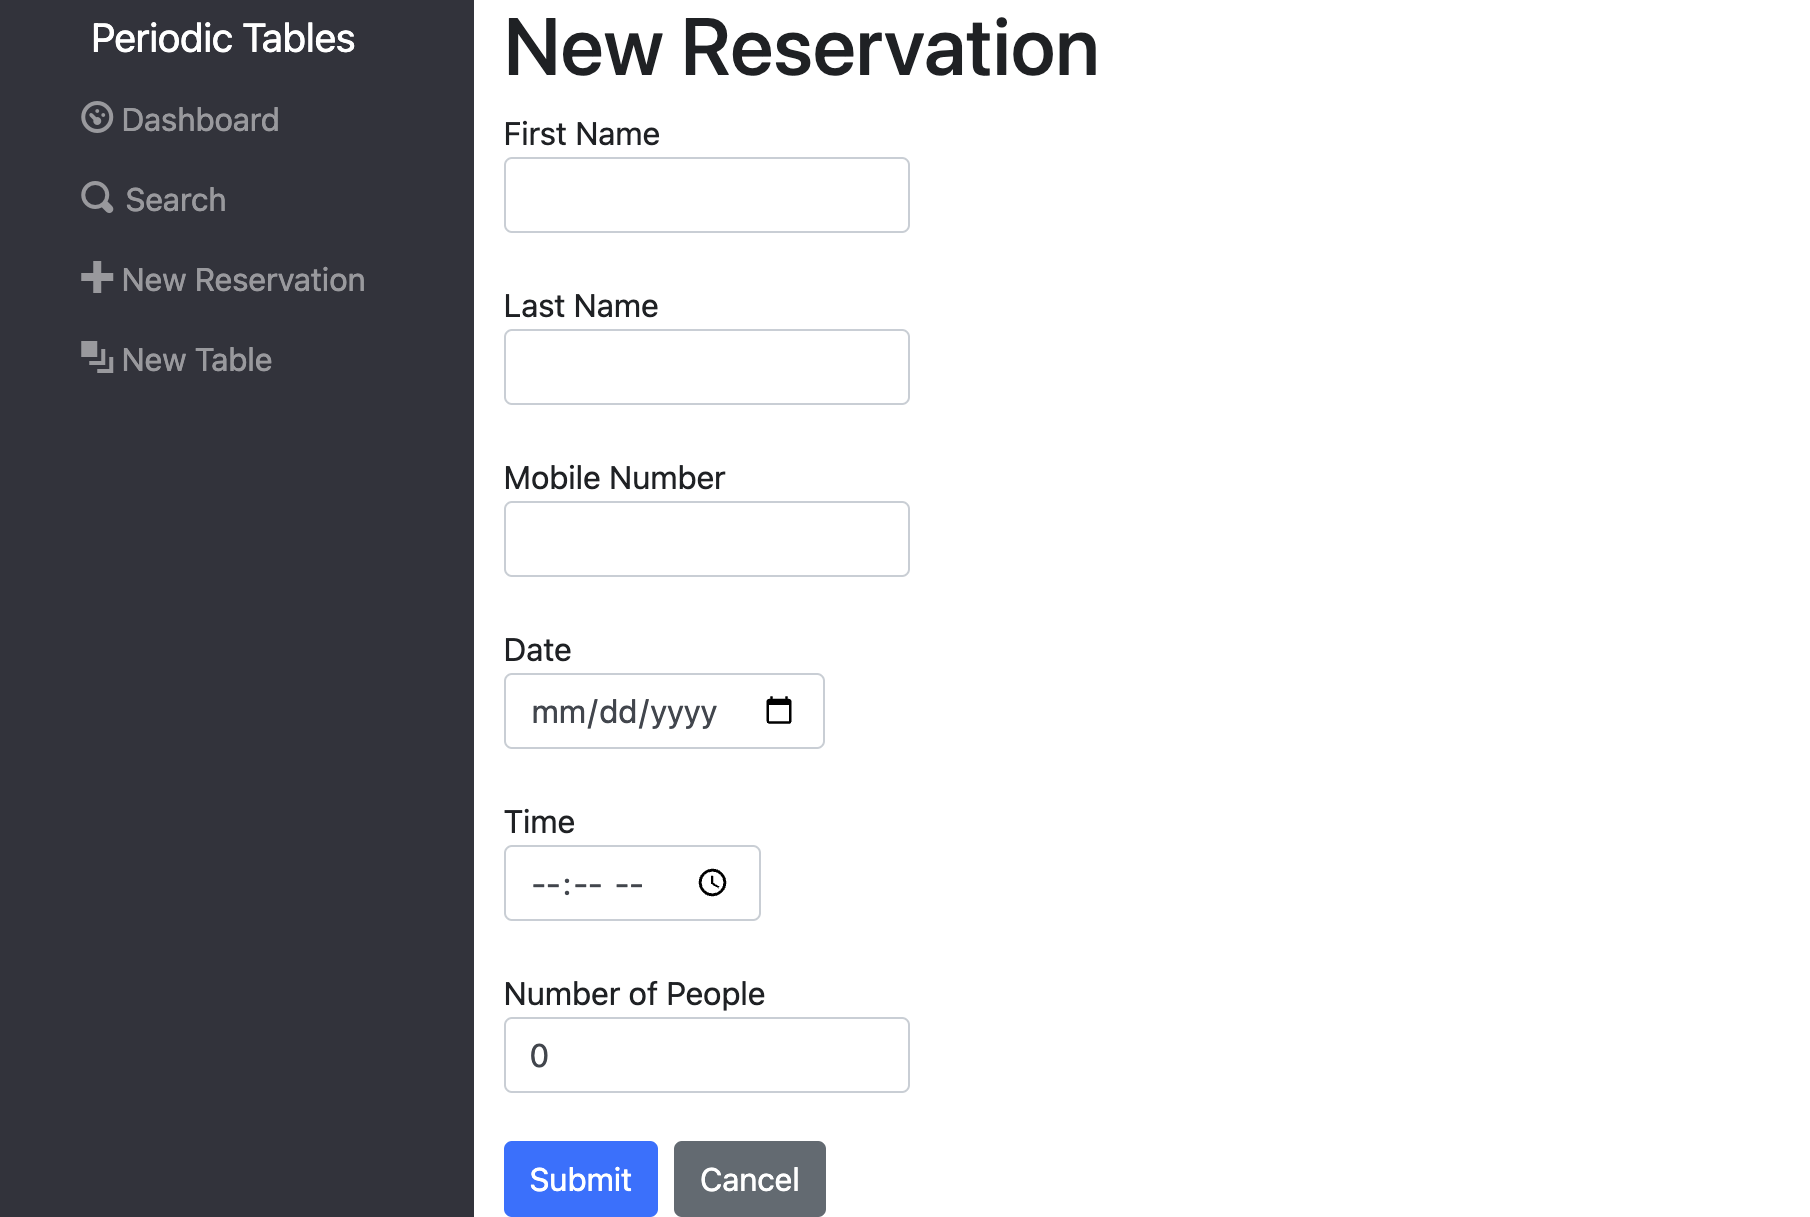 Periodic Tables
Dashboard
Search
New Reservation
New Table
New Reservation
First Name
Last Name
Mobile Number
Date
mm/dd/yyyy
Time
--:-- --
Number of People
0
Submit
Cancel